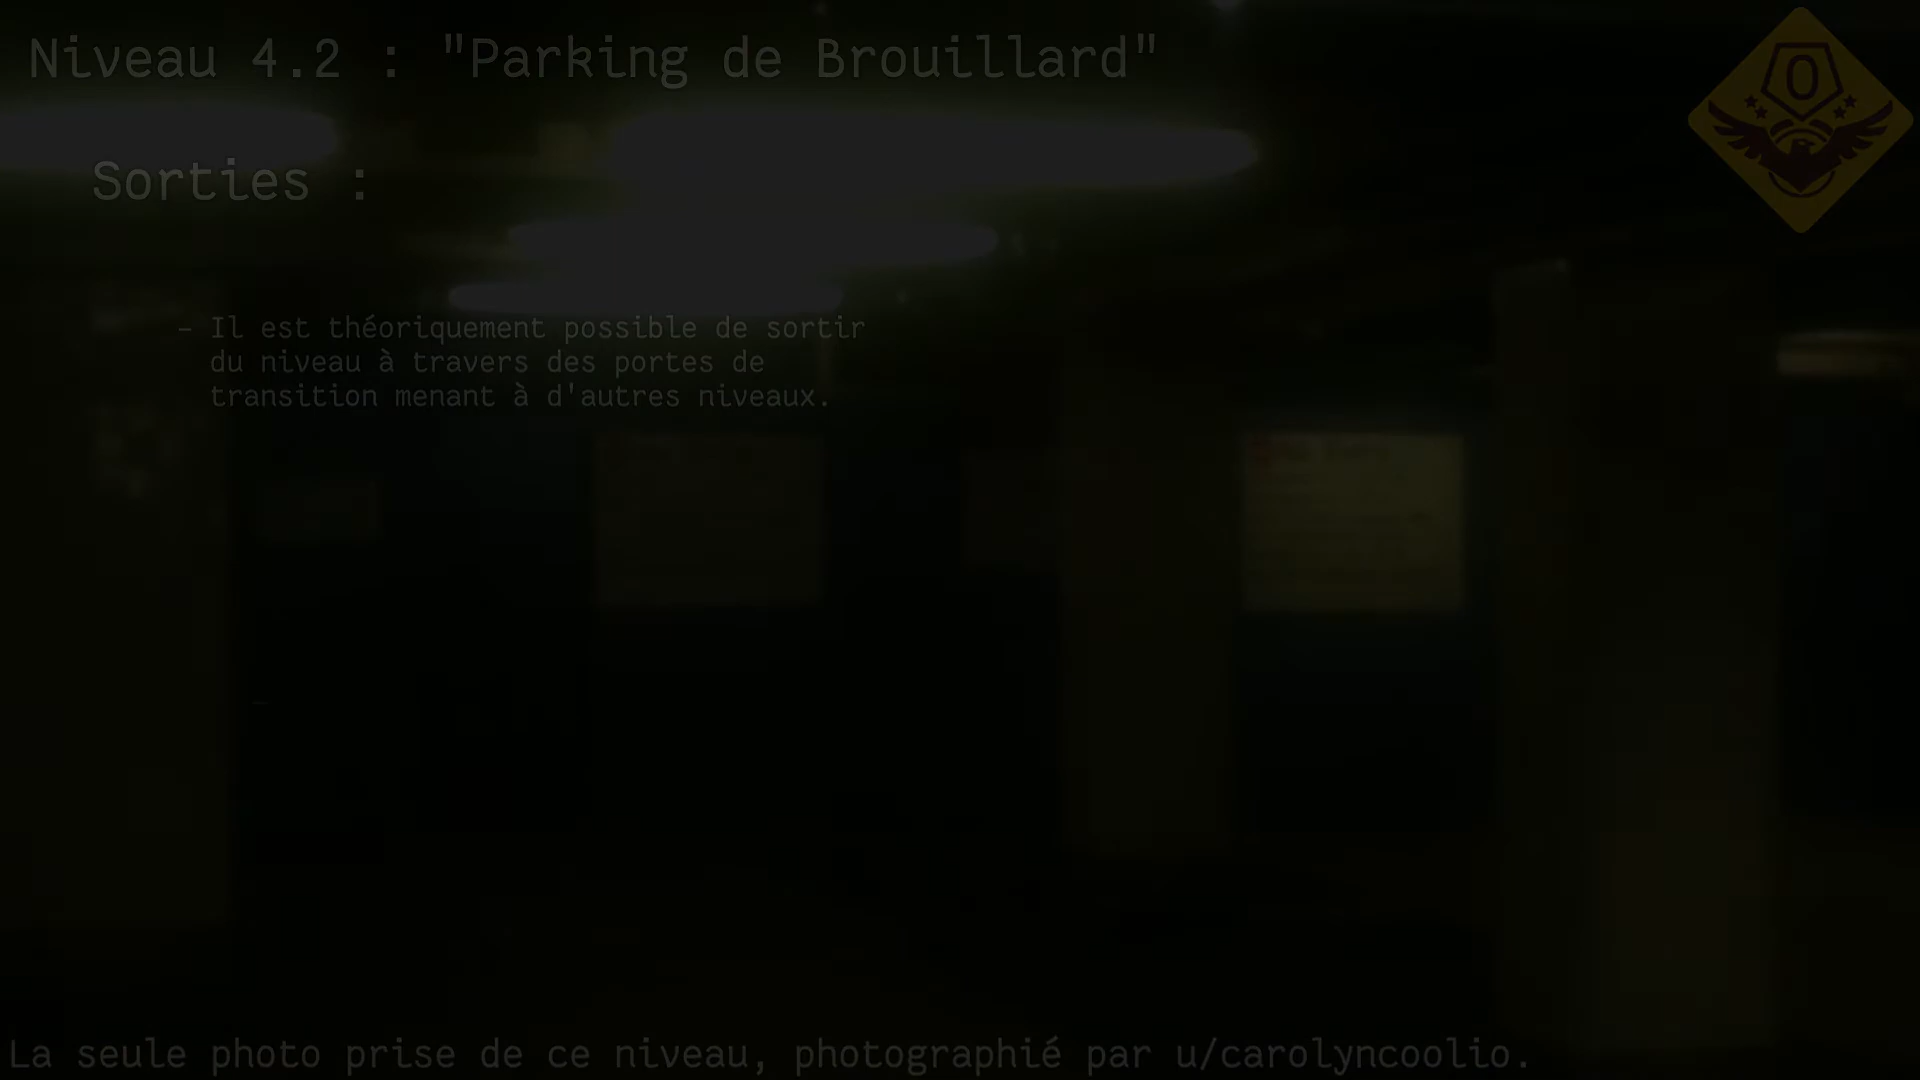 Niveau 4.2 : "Parking de Brouillard"
0
Sorties :
- Il est théoriquement possible de sortir
du niveau à travers des portes de
transition menant à d'autres niveaux.
La seule photo prise de ce niveau, photographié par u/carolyncoolio.